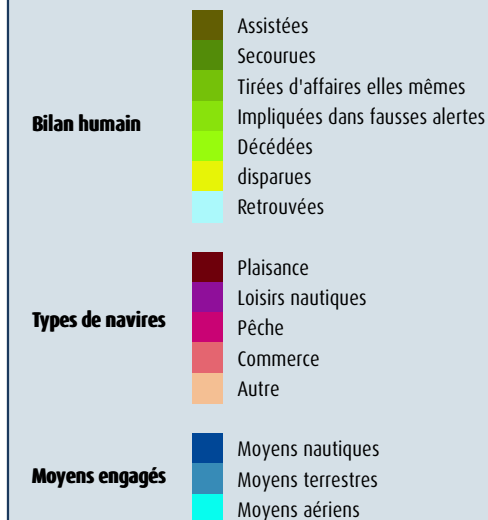 Bilan humain
Assistées
Secourues
Tirées d'affaires elles mêmes
Impliquées dans fausses alertes
Décédées
disparues
Retrouvées
Types de navires
Plaisance
Loisirs nautiques
Pêche
Commerce
Autre
Moyens engagés
Moyens nautiques
Moyens terrestres
Moyens aériens